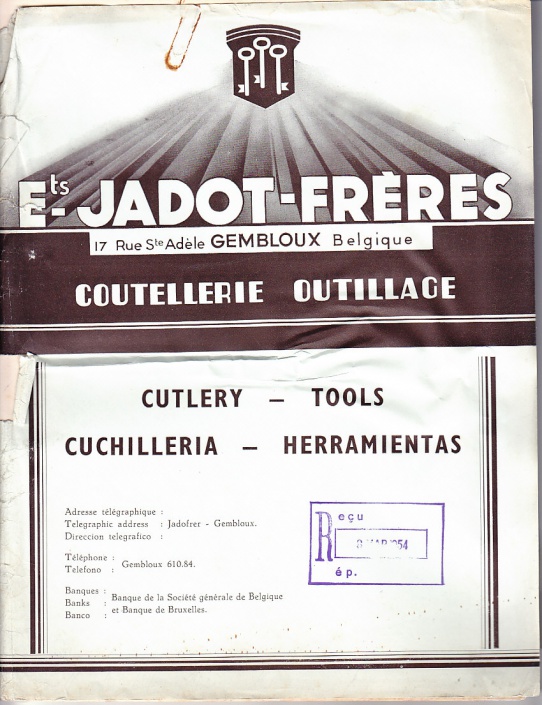 Ets JADOT-FRÈRES
17 Rue Ste Adèle GEMBLOUX Belgique
COUTELLERIE OUTILLAGE
CUTLERY — TOOLS
CUCHILLERIA — HERRAMIENTAS
Adresse télégraphique :
Telegraphic address : Jadofrer - Gembloux.
Direccion telegrafico :
Téléphone :
Telefono : Gembloux 610.84.
Banques :
Banks : Banque de la Société générale de Belgique
Banco : et Banque de Bruxelles.
Reçu
1954
Rép.